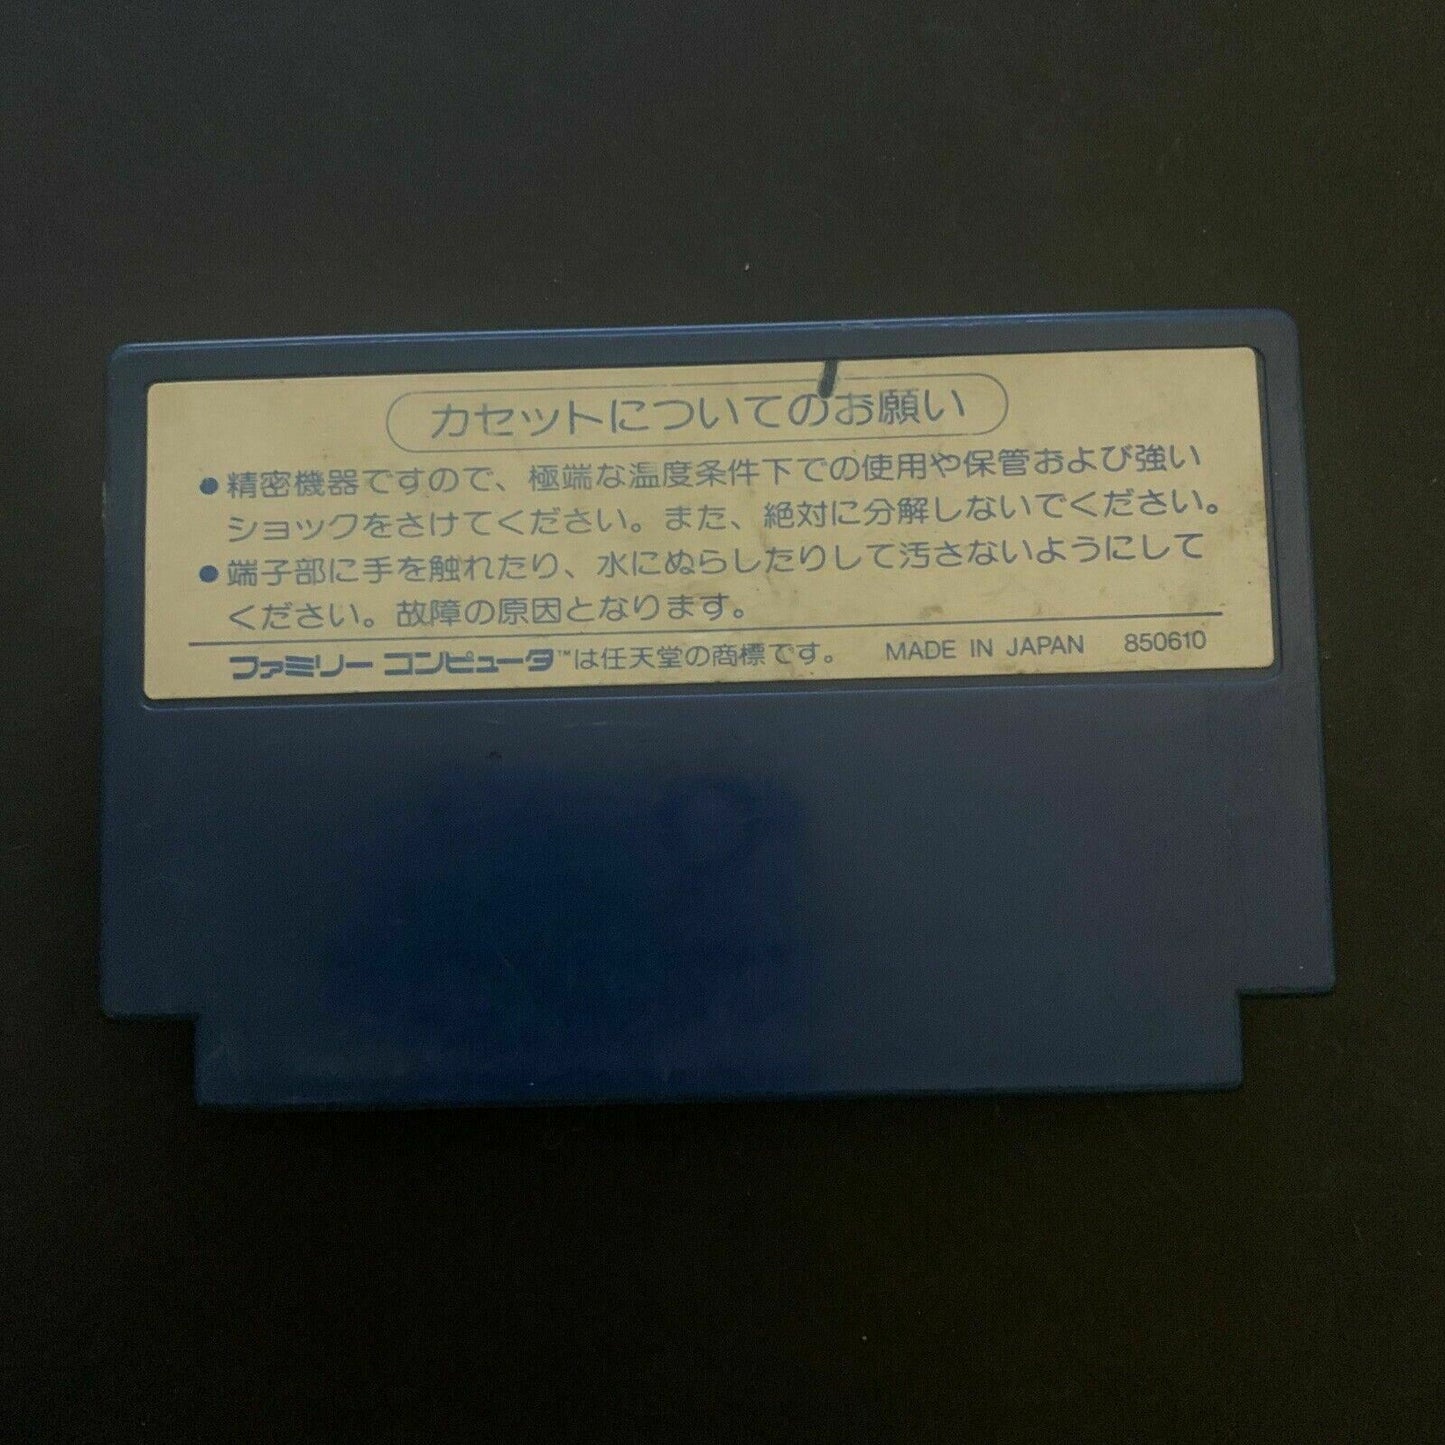 カセットについてのお願い
●精密機器ですので、極端な温度条件下での使用や保管および強い
ショックをさけてください。また、絶対に分解しないでください。
●端子部に手を触れたり、水にぬらしたりして汚さないようにして
ください。故障の原因となります。
ファミリー コンピュータ™は任天堂の商標です。 MADE IN JAPAN 850610